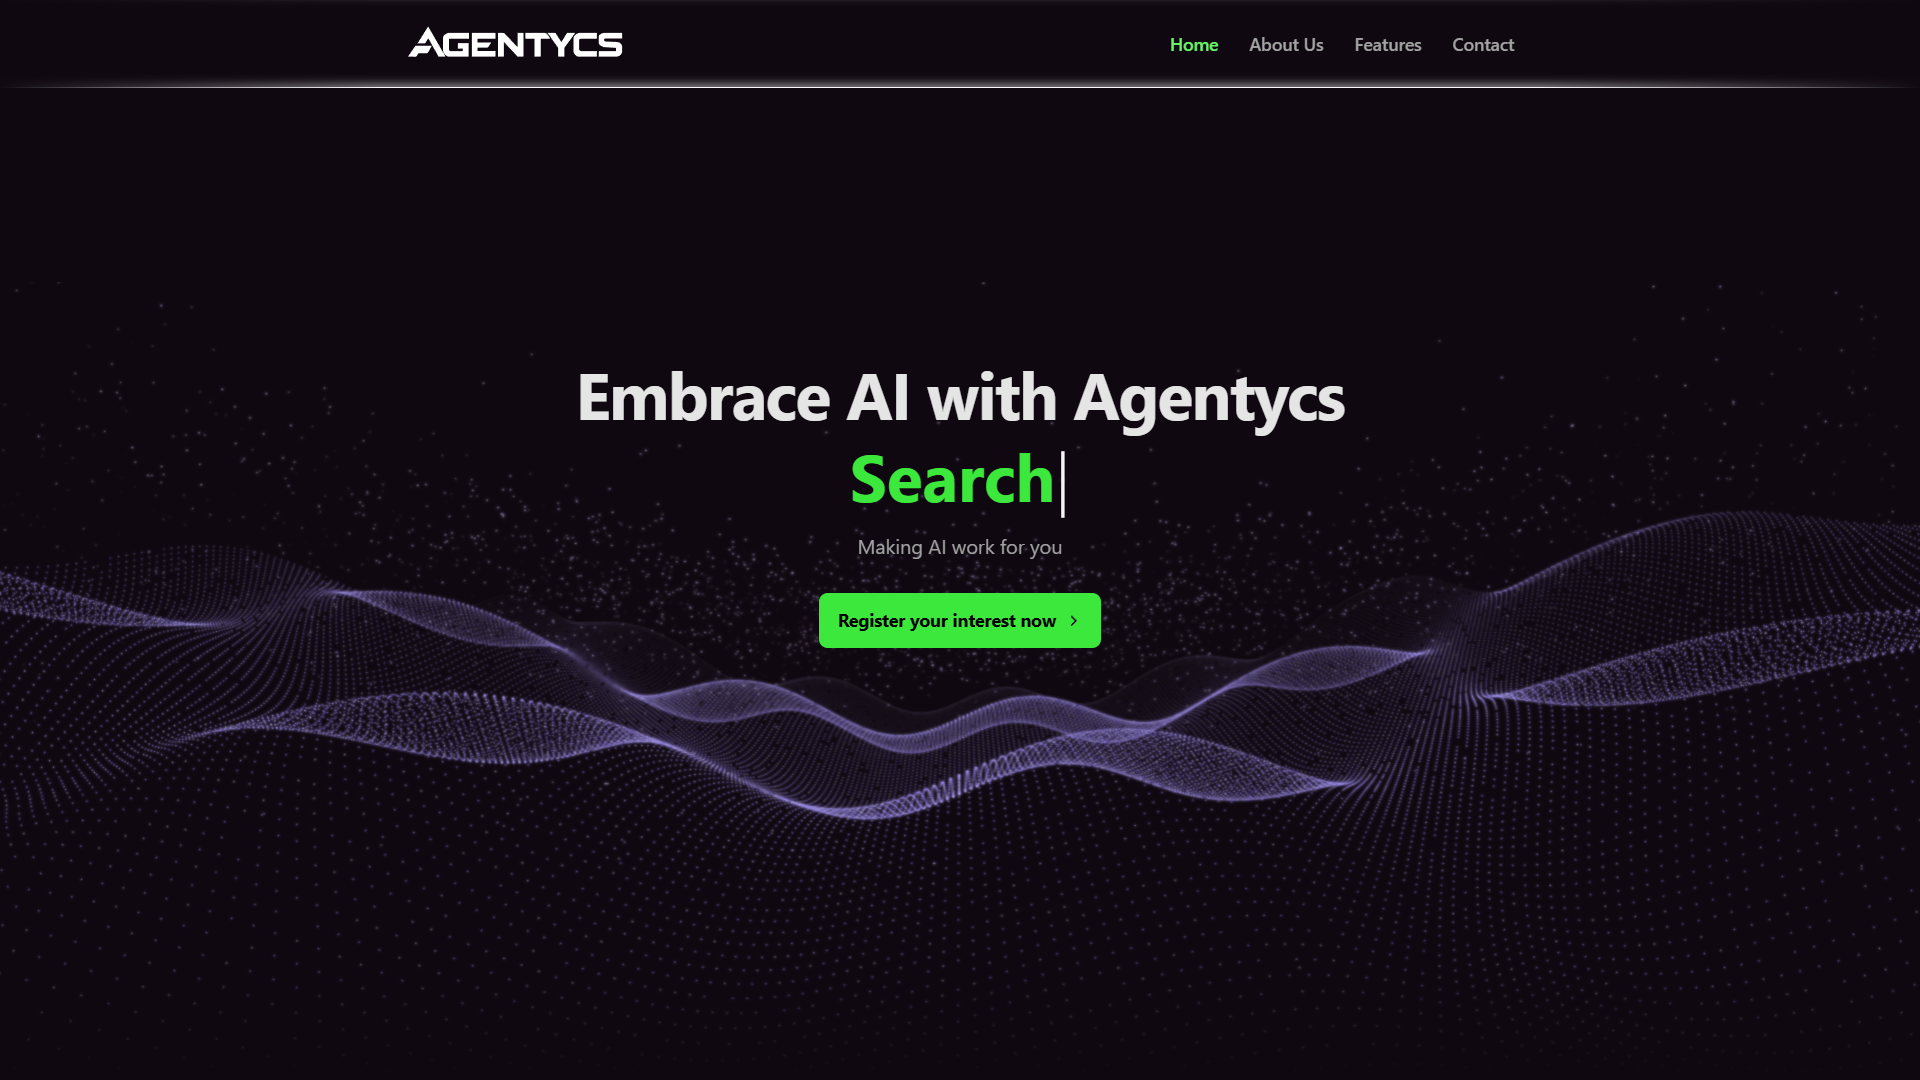 AGENTYCS
Home About Us Features Contact
Embrace AI with Agentycs
Search
Making AI work for you
Register your interest now